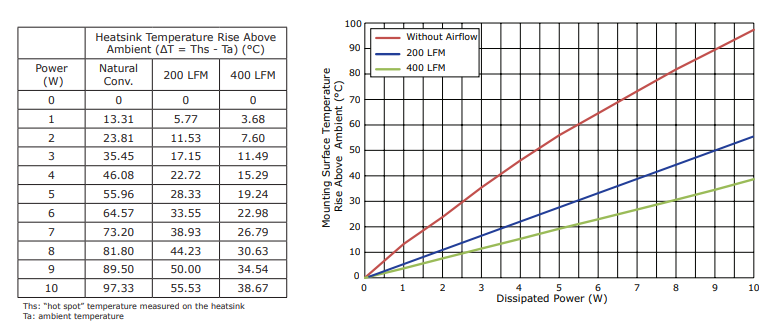 Heatsink Temperature Rise Above
Ambient (ΔT = Ths - Ta) (°C)
Power
(W)
Natural
Conv.
200 LFM
400 LFM
0 0 0 0
1 13.31 5.77 3.68
2 23.81 11.53 7.60
3 35.45 17.15 11.49
4 46.08 22.72 15.29
5 55.96 28.33 19.24
6 64.57 33.55 22.98
7 73.20 38.93 26.79
8 81.80 44.23 30.63
9 89.50 50.00 34.54
10 97.33 55.53 38.67
Ths: “hot spot” temperature measured on the heatsink
Ta: ambient temperature
Mounting Surface Temperature
Rise Above Ambient (°C)
100
90
80
70
60
50
40
30
20
10
0
Without Airflow
200 LFM
400 LFM
0 1 2 3 4 5 6 7 8 9 10
Dissipated Power (W)